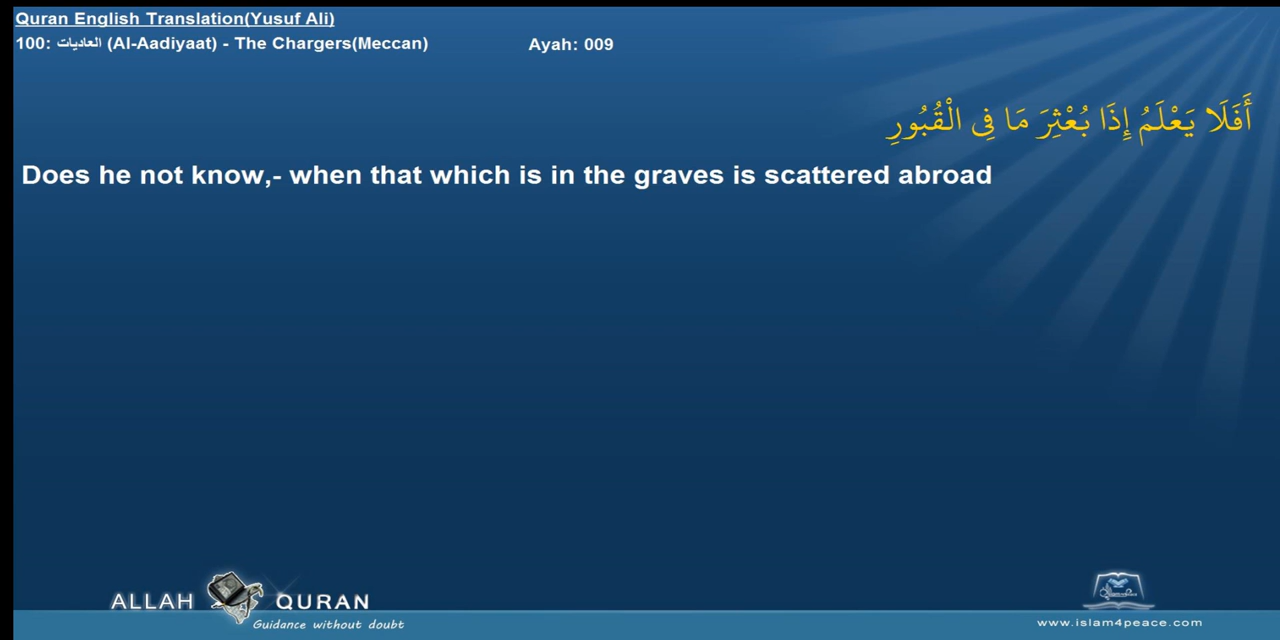 Quran English Translation(Yusuf Ali)
100: العاديات (Al-Aadiyaat) - The Chargers(Meccan) Ayah: 009
أَفَلَا يَعْلَمُ إِذَا بُعْثِرَ مَا فِي الْقُبُورِ
Does he not know,- when that which is in the graves is scattered abroad
ALLAH QURAN
Guidance without doubt
www.islam4peace.com